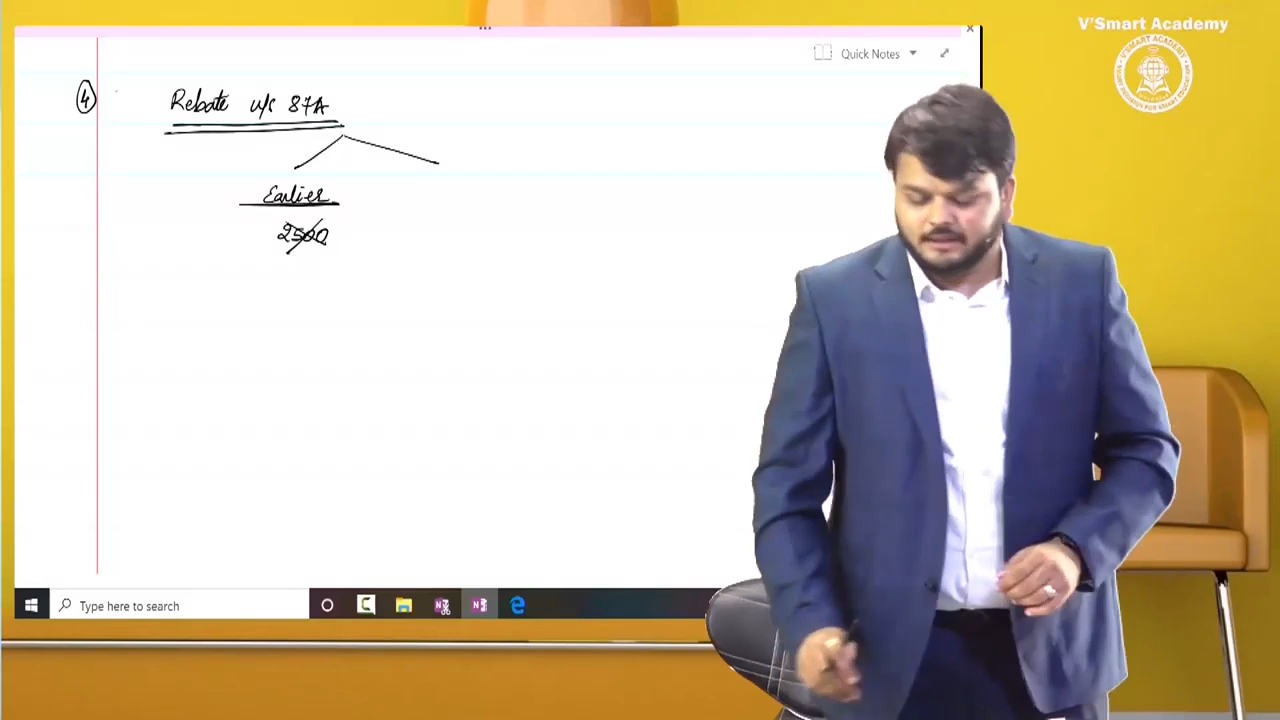 V'Smart Academy
Quick Notes
④ Rebate u/s 87A
Earlier
2500
Type here to search